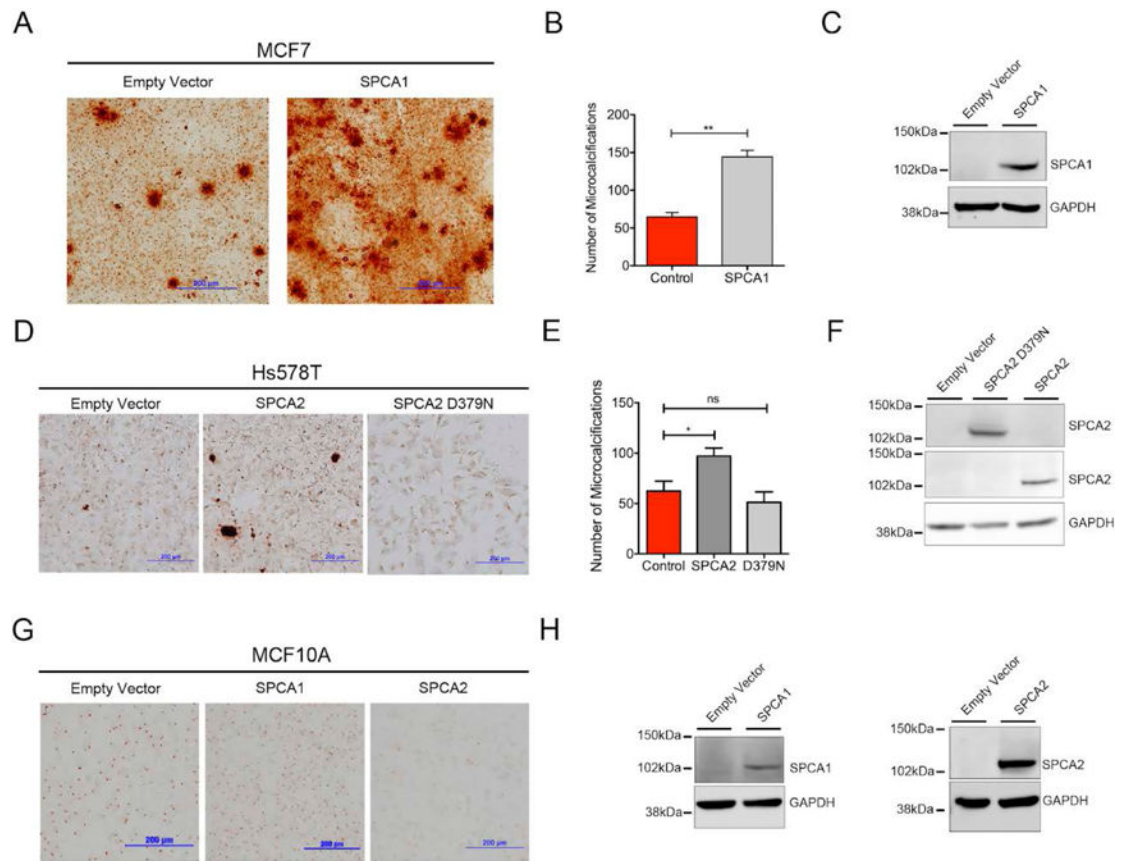 A
MCF7
Empty Vector SPCA1
200 µm 200 µm
B
Number of Microcalcifications
200
150
100
50
0
**
Control SPCA1
C
Empty Vector SPCA1
150kDa
102kDa
SPCA1
38kDa
GAPDH
D
Hs578T
Empty Vector SPCA2 SPCA2 D379N
200 µm 200 µm 200 µm
E
Number of Microcalcifications
150
100
50
0
ns
*
Control SPCA2 D379N
F
Empty Vector SPCA2 D379N SPCA2
150kDa
SPCA2
102kDa
150kDa
SPCA2
102kDa
GAPDH
38kDa
G
MCF10A
Empty Vector SPCA1 SPCA2
200 µm 200 µm 200 µm
H
Empty Vector SPCA1
150kDa
102kDa
SPCA1
GAPDH
38kDa
Empty Vector SPCA2
150kDa
SPCA2
102kDa
GAPDH
38kDa